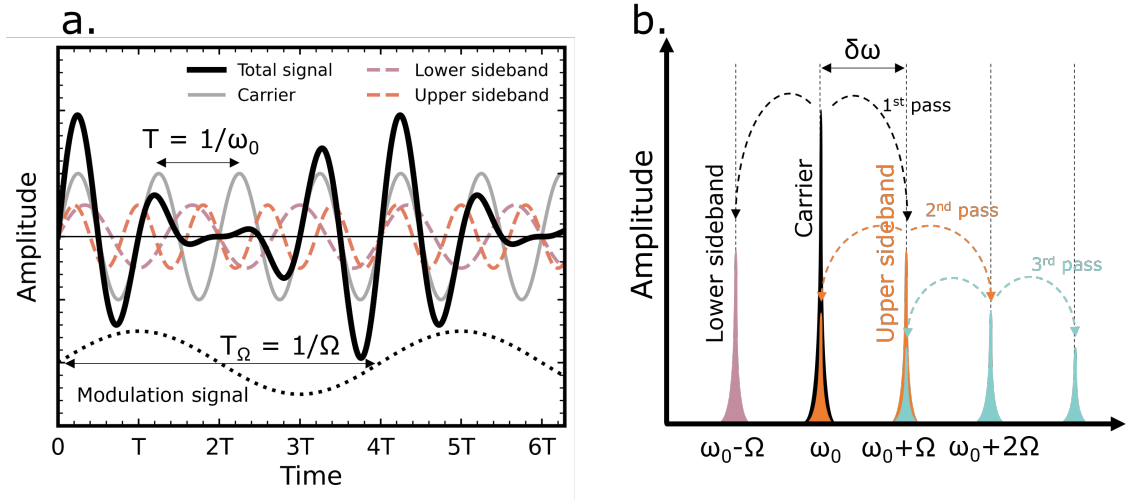 a.
Total signal
Carrier
Lower sideband
Upper sideband
T = 1/ω₀
T_Ω = 1/Ω
Modulation signal
Amplitude
0 T 2T 3T 4T 5T 6T
Time
b.
δω
1ˢᵗ pass
2ⁿᵈ pass
3ʳᵈ pass
Lower sideband
Carrier
Upper sideband
Amplitude
ω₀-Ω ω₀ ω₀+Ω ω₀+2Ω